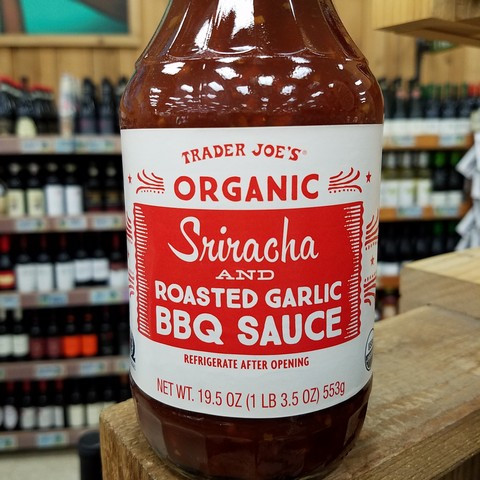 TRADER JOE'S®
ORGANIC
Sriracha
AND
ROASTED GARLIC
BBQ SAUCE
REFRIGERATE AFTER OPENING
NET WT. 19.5 OZ (1 LB 3.5 OZ) 553g